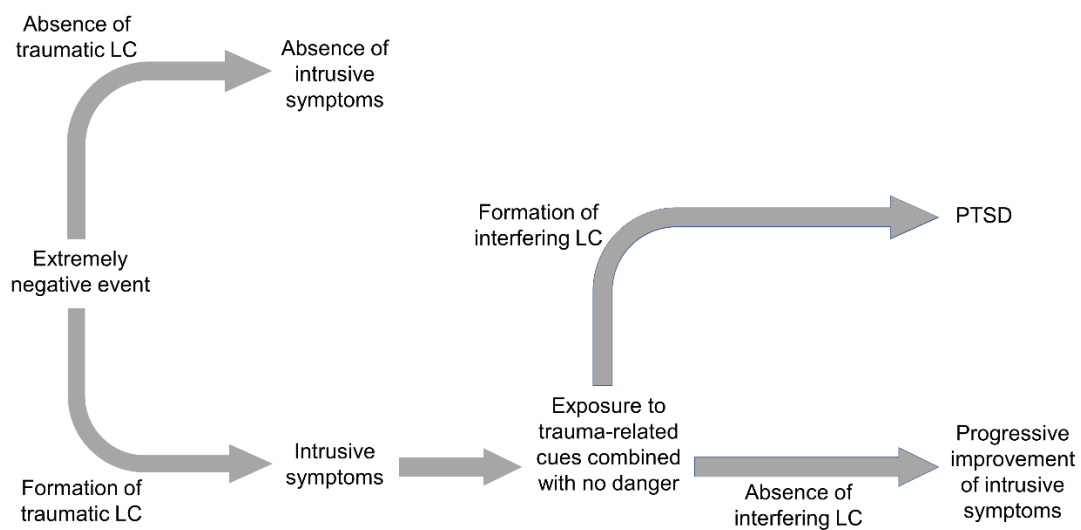 Absence of
traumatic LC
Absence of
intrusive
symptoms
Formation of
interfering LC
PTSD
Extremely
negative event
Exposure to
trauma-related
cues combined
with no danger
Intrusive
symptoms
Progressive
improvement
of intrusive
symptoms
Formation of
traumatic LC
Absence of
interfering LC